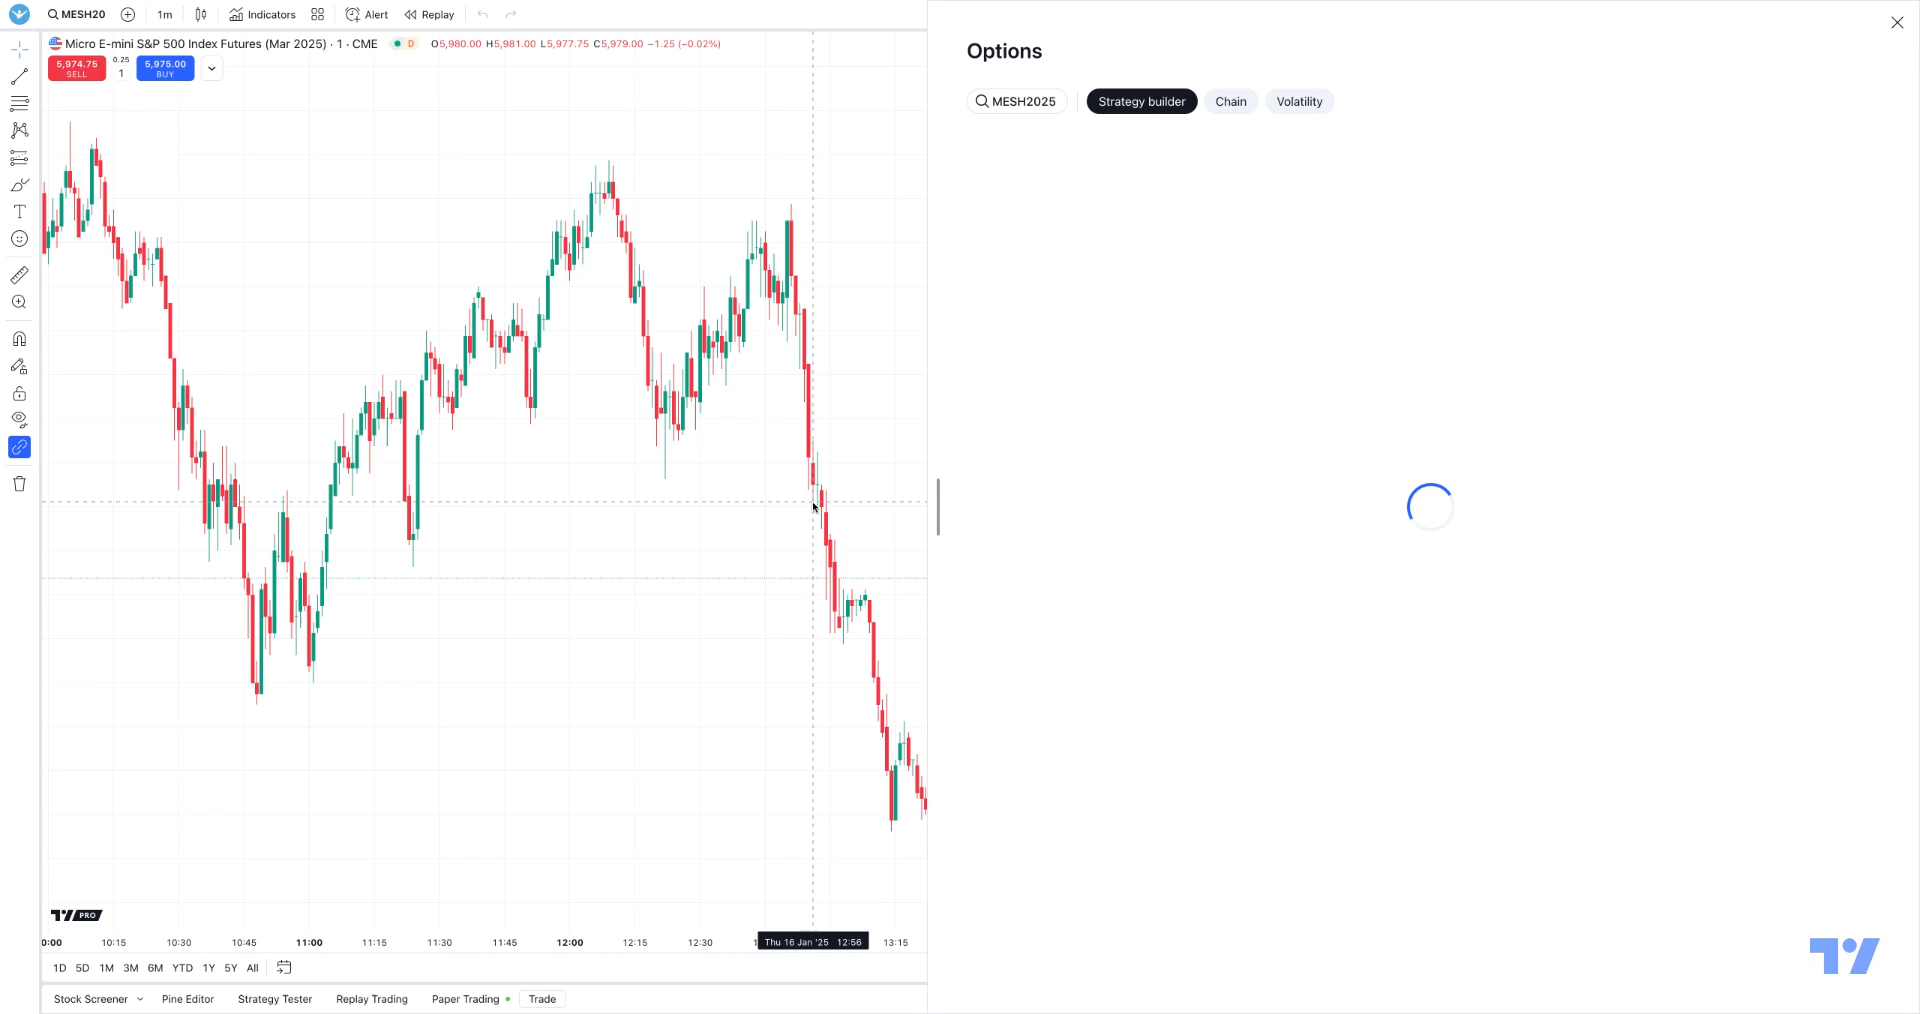 MESH20
1m
Indicators
Alert
Replay
Micro E-mini S&P 500 Index Futures (Mar 2025) · 1 · CME
D
O5,980.00 H5,981.00 L5,977.75 C5,979.00 −1.25 (−0.02%)
5,974.75
SELL
0.25
1
5,975.00
BUY
T
PRO
0:00 10:15 10:30 10:45 11:00 11:15 11:30 11:45 12:00 12:15 12:30 Thu 16 Jan '25 12:56 13:15
1D 5D 1M 3M 6M YTD 1Y 5Y All
Stock Screener Pine Editor Strategy Tester Replay Trading Paper Trading Trade
Options
MESH2025
Strategy builder
Chain
Volatility